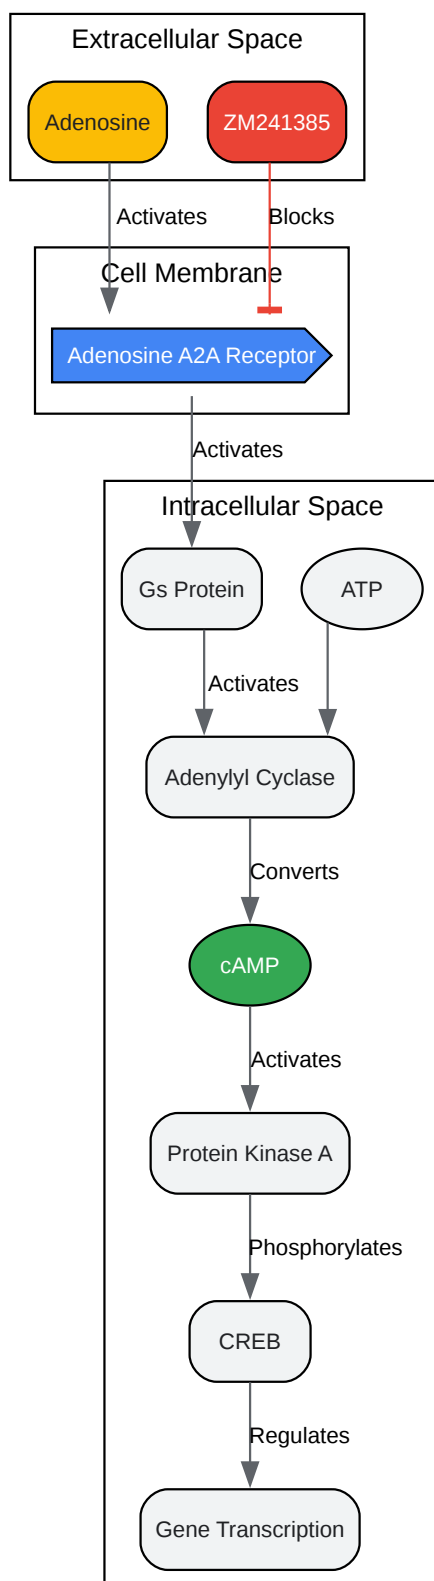 Extracellular Space
Adenosine
ZM241385
Activates
Blocks
Cell Membrane
Adenosine A2A Receptor
Activates
Intracellular Space
Gs Protein
ATP
Activates
Adenylyl Cyclase
Converts
cAMP
Activates
Protein Kinase A
Phosphorylates
CREB
Regulates
Gene Transcription